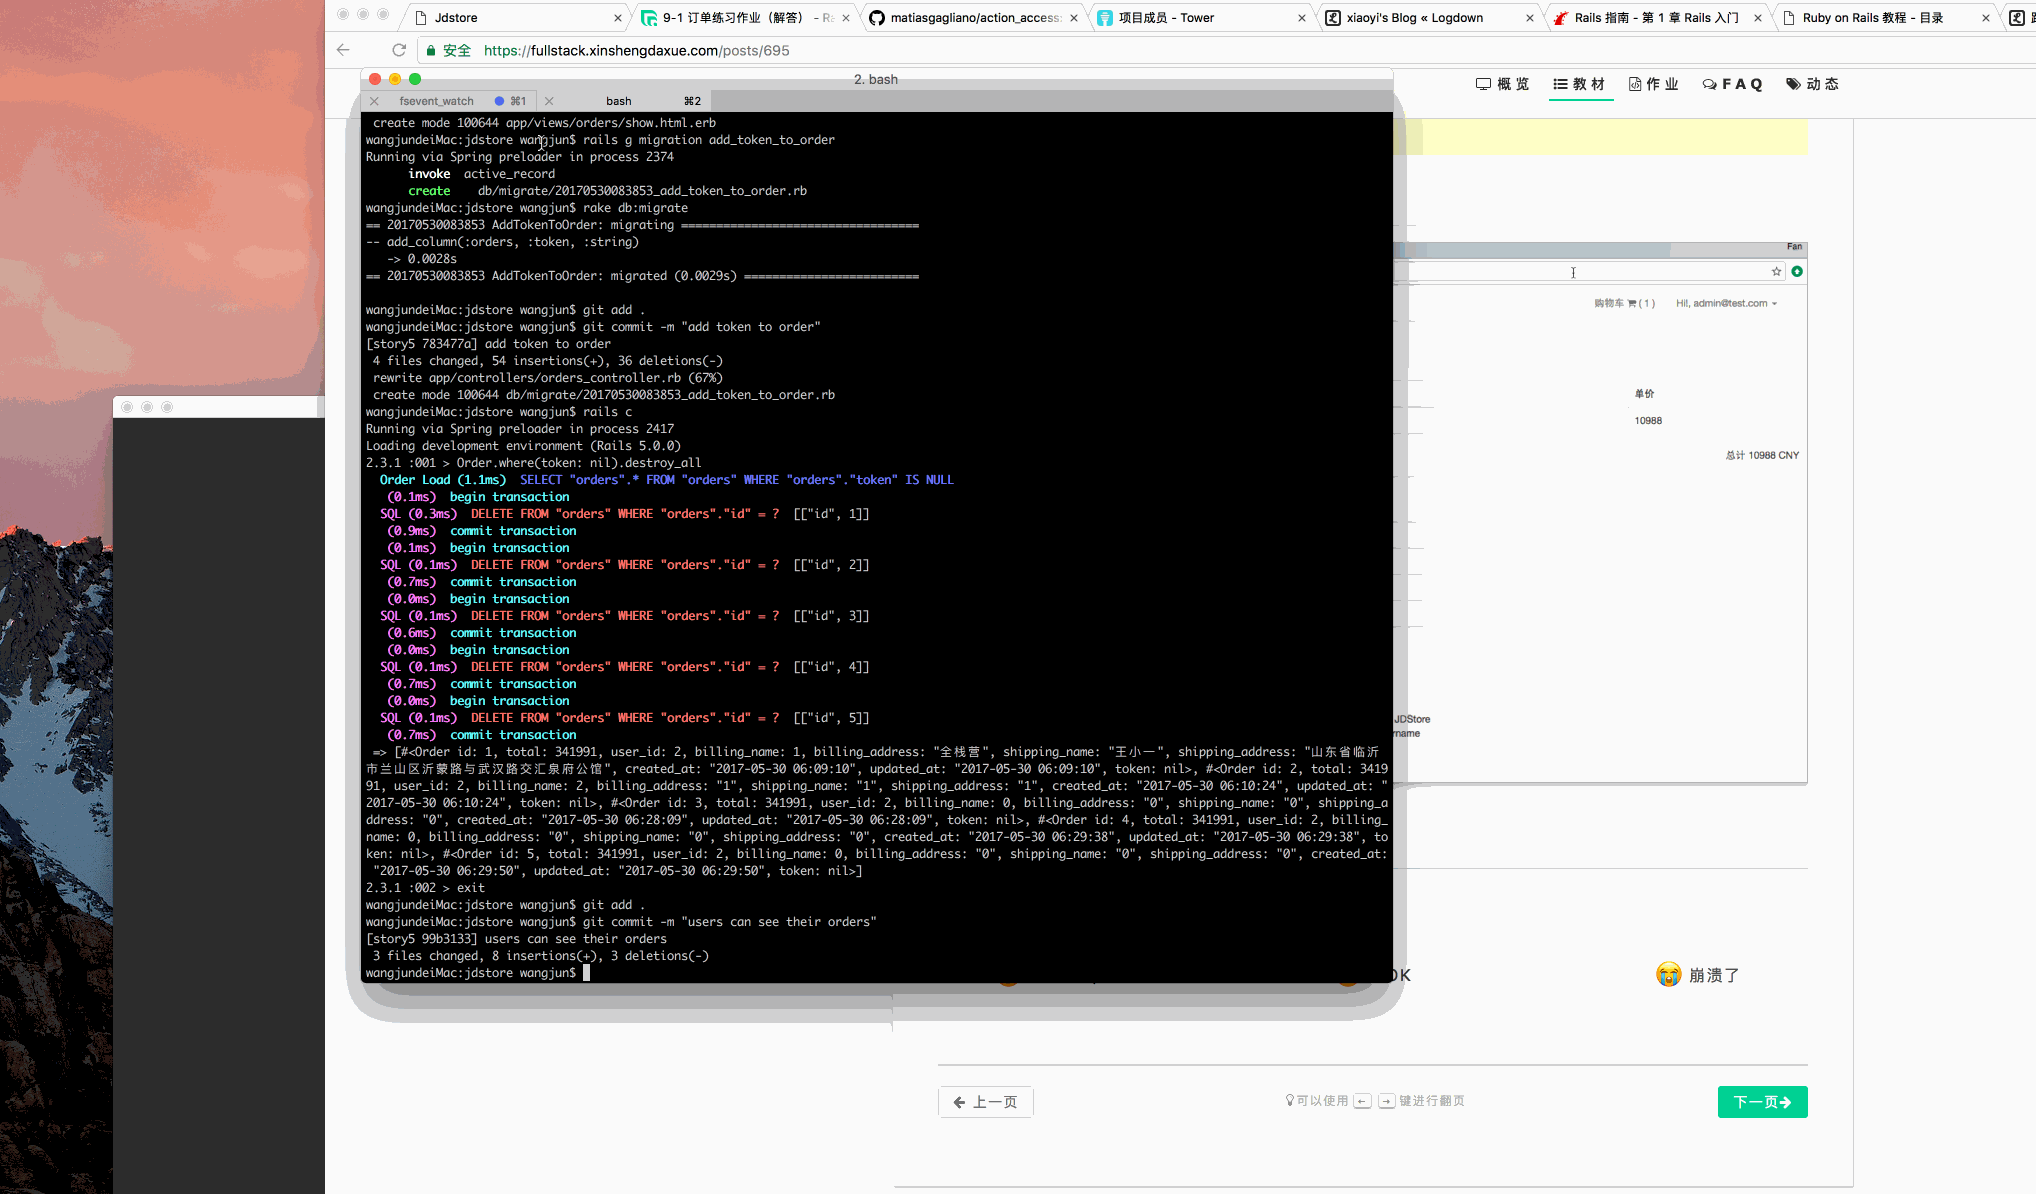 Jdstore
9-1 订单练习作业（解答） - Ra
matiasgagliano/action_access:
项目成员 - Tower
xiaoyi's Blog « Logdown
Rails 指南 - 第 1 章 Rails 入门
Ruby on Rails 教程 - 目录
安全 https://fullstack.xinshengdaxue.com/posts/695
概览 教材 作业 FAQ 动态
2. bash
fsevent_watch ⌘1 bash ⌘2
create mode 100644 app/views/orders/show.html.erb
wangjundeiMac:jdstore wangjun$ rails g migration add_token_to_order
Running via Spring preloader in process 2374
invoke active_record
create db/migrate/20170530083853_add_token_to_order.rb
wangjundeiMac:jdstore wangjun$ rake db:migrate
== 20170530083853 AddTokenToOrder: migrating ==================================
-- add_column(:orders, :token, :string)
-> 0.0028s
== 20170530083853 AddTokenToOrder: migrated (0.0029s) =========================
wangjundeiMac:jdstore wangjun$ git add .
wangjundeiMac:jdstore wangjun$ git commit -m "add token to order"
[story5 783477a] add token to order
4 files changed, 54 insertions(+), 36 deletions(-)
rewrite app/controllers/orders_controller.rb (67%)
create mode 100644 db/migrate/20170530083853_add_token_to_order.rb
wangjundeiMac:jdstore wangjun$ rails c
Running via Spring preloader in process 2417
Loading development environment (Rails 5.0.0)
2.3.1 :001 > Order.where(token: nil).destroy_all
Order Load (1.1ms) SELECT "orders".* FROM "orders" WHERE "orders"."token" IS NULL
(0.1ms) begin transaction
SQL (0.3ms) DELETE FROM "orders" WHERE "orders"."id" = ? [["id", 1]]
(0.9ms) commit transaction
(0.1ms) begin transaction
SQL (0.1ms) DELETE FROM "orders" WHERE "orders"."id" = ? [["id", 2]]
(0.7ms) commit transaction
(0.0ms) begin transaction
SQL (0.1ms) DELETE FROM "orders" WHERE "orders"."id" = ? [["id", 3]]
(0.6ms) commit transaction
(0.0ms) begin transaction
SQL (0.1ms) DELETE FROM "orders" WHERE "orders"."id" = ? [["id", 4]]
(0.7ms) commit transaction
(0.0ms) begin transaction
SQL (0.1ms) DELETE FROM "orders" WHERE "orders"."id" = ? [["id", 5]]
(0.7ms) commit transaction
=> [#<Order id: 1, total: 341991, user_id: 2, billing_name: 1, billing_address: "全栈营", shipping_name: "王小一", shipping_address: "山东省临沂
市兰山区沂蒙路与武汉路交汇泉府公馆", created_at: "2017-05-30 06:09:10", updated_at: "2017-05-30 06:09:10", token: nil>, #<Order id: 2, total: 3419
91, user_id: 2, billing_name: 2, billing_address: "1", shipping_name: "1", shipping_address: "1", created_at: "2017-05-30 06:10:24", updated_at: "
2017-05-30 06:10:24", token: nil>, #<Order id: 3, total: 341991, user_id: 2, billing_name: 0, billing_address: "0", shipping_name: "0", shipping_a
ddress: "0", created_at: "2017-05-30 06:28:09", updated_at: "2017-05-30 06:28:09", token: nil>, #<Order id: 4, total: 341991, user_id: 2, billing_
name: 0, billing_address: "0", shipping_name: "0", shipping_address: "0", created_at: "2017-05-30 06:29:38", updated_at: "2017-05-30 06:29:38", to
ken: nil>, #<Order id: 5, total: 341991, user_id: 2, billing_name: 0, billing_address: "0", shipping_name: "0", shipping_address: "0", created_at:
"2017-05-30 06:29:50", updated_at: "2017-05-30 06:29:50", token: nil>]
2.3.1 :002 > exit
wangjundeiMac:jdstore wangjun$ git add .
wangjundeiMac:jdstore wangjun$ git commit -m "users can see their orders"
[story5 99b3133] users can see their orders
3 files changed, 8 insertions(+), 3 deletions(-)
wangjundeiMac:jdstore wangjun$
Fan
购物车 ( 1 ) Hi!, admin@test.com
单价
10988
总计 10988 CNY
JDStore
rname
OK
崩溃了
上一页
可以使用 ← → 键进行翻页
下一页